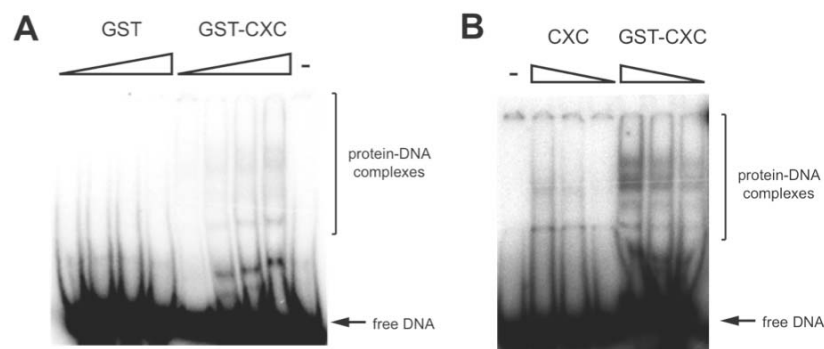 A
GST
GST-CXC
-
protein-DNA
complexes
free DNA
B
-
CXC
GST-CXC
protein-DNA
complexes
free DNA